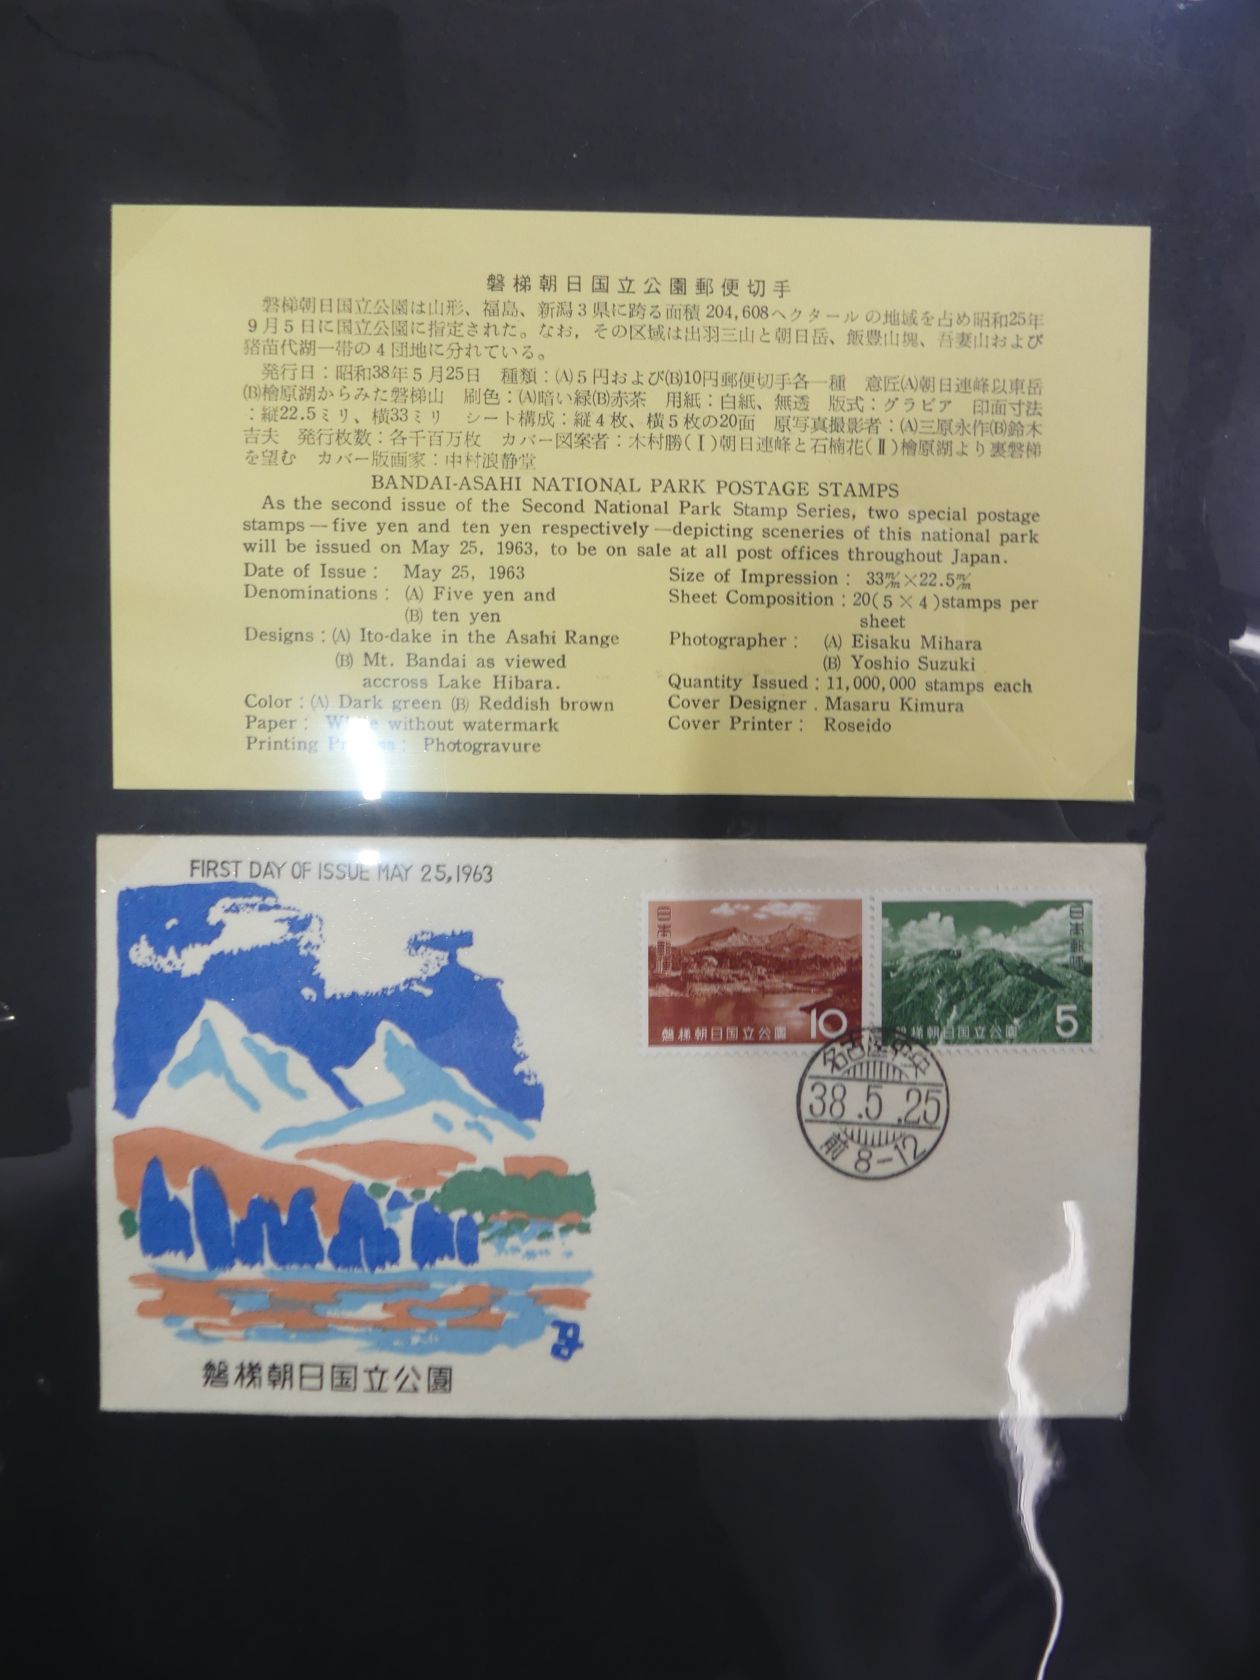 磐梯朝日国立公園郵便切手
磐梯朝日国立公園は山形、福島、新潟3県に跨る面積204,608ヘクタールの地域を占め昭和25年
9月5日に国立公園に指定された。なお，その区域は出羽三山と朝日岳、飯豊山塊、吾妻山および
猪苗代湖一帯の4団地に分れている。
発行日：昭和38年5月25日 種類：(A)5円および(B)10円郵便切手各一種 意匠(A)朝日連峰以東岳
(B)檜原湖からみた磐梯山 刷色：(A)暗い緑(B)赤茶 用紙：白紙、無透 版式：グラビア 印面寸法
：縦22.5ミリ、横33ミリ シート構成：縦4枚、横5枚の20面 原写真撮影者：(A)三原永作(B)鈴木
吉夫 発行枚数：各千百万枚 カバー図案者：木村勝(Ⅰ)朝日連峰と石楠花(Ⅱ)檜原湖より裏磐梯
を望む カバー版画家：中村浪静堂
BANDAI-ASAHI NATIONAL PARK POSTAGE STAMPS
As the second issue of the Second National Park Stamp Series, two special postage
stamps—five yen and ten yen respectively—depicting sceneries of this national park
will be issued on May 25, 1963, to be on sale at all post offices throughout Japan.
Date of Issue: May 25, 1963
Denominations: (A) Five yen and
(B) ten yen
Designs: (A) Ito-dake in the Asahi Range
(B) Mt. Bandai as viewed
accross Lake Hibara.
Color: (A) Dark green (B) Reddish brown
Paper: White without watermark
Printing Process: Photogravure
Size of Impression: 33m/m×22.5m/m
Sheet Composition: 20(5×4)stamps per
sheet
Photographer: (A) Eisaku Mihara
(B) Yoshio Suzuki
Quantity Issued: 11,000,000 stamps each
Cover Designer. Masaru Kimura
Cover Printer: Roseido
FIRST DAY OF ISSUE MAY 25,1963
磐梯朝日国立公園
日本郵便
磐梯朝日国立公園 10
日本郵便
磐梯朝日国立公園 5
名古屋中央
38.5.25
前8-12